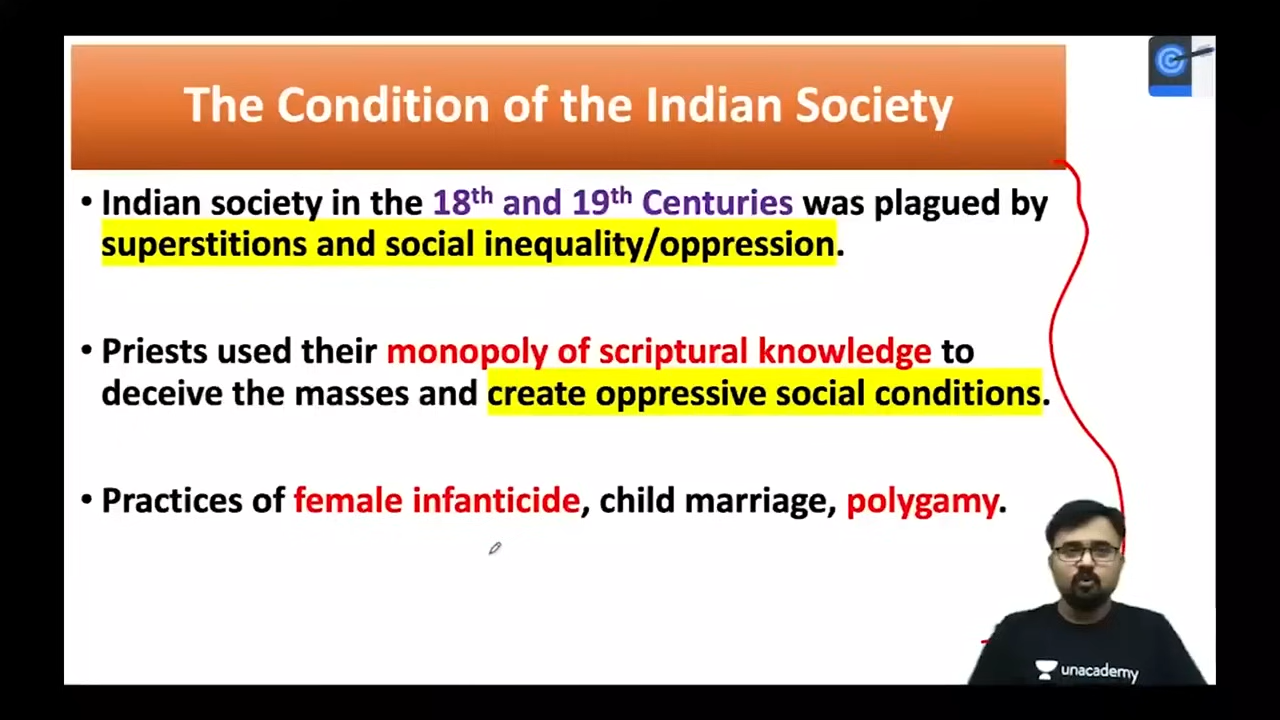 The Condition of the Indian Society
• Indian society in the 18th and 19th Centuries was plagued by
superstitions and social inequality/oppression.
• Priests used their monopoly of scriptural knowledge to
deceive the masses and create oppressive social conditions.
• Practices of female infanticide, child marriage, polygamy.
unacademy